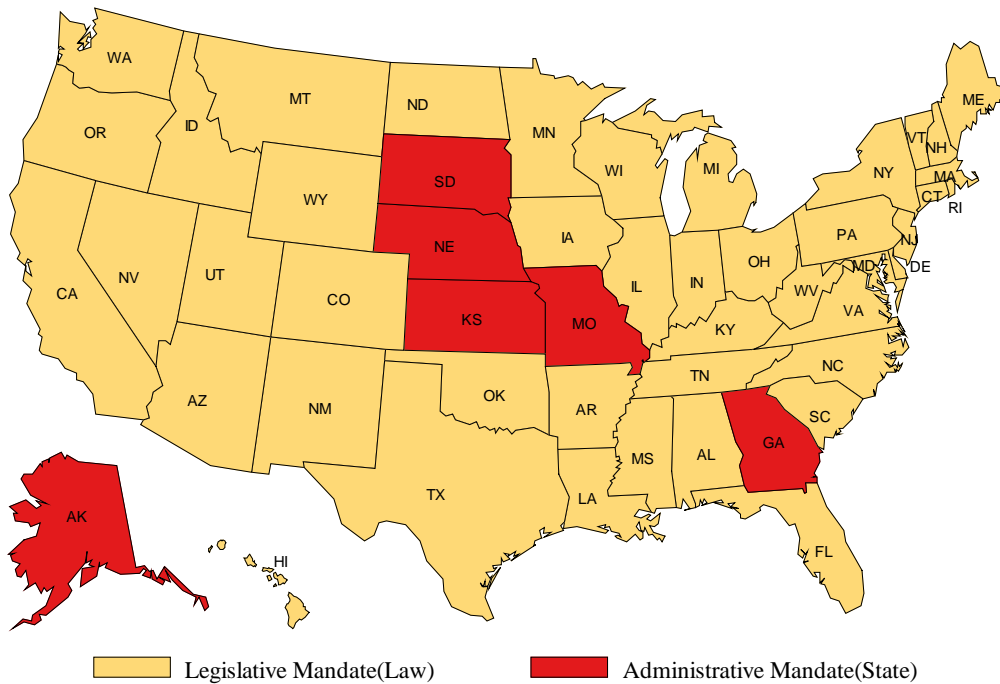 WA
MT
ND
MN
ME
OR
ID
SD
WI
MI
VT
NH
NY
MA
CT
RI
WY
NE
IA
PA
NJ
NV
UT
CO
IL
IN
OH
MD
DE
CA
KS
MO
WV
VA
KY
AZ
NM
OK
AR
TN
NC
SC
TX
LA
MS
AL
GA
FL
AK
HI
Legislative Mandate(Law)
Administrative Mandate(State)